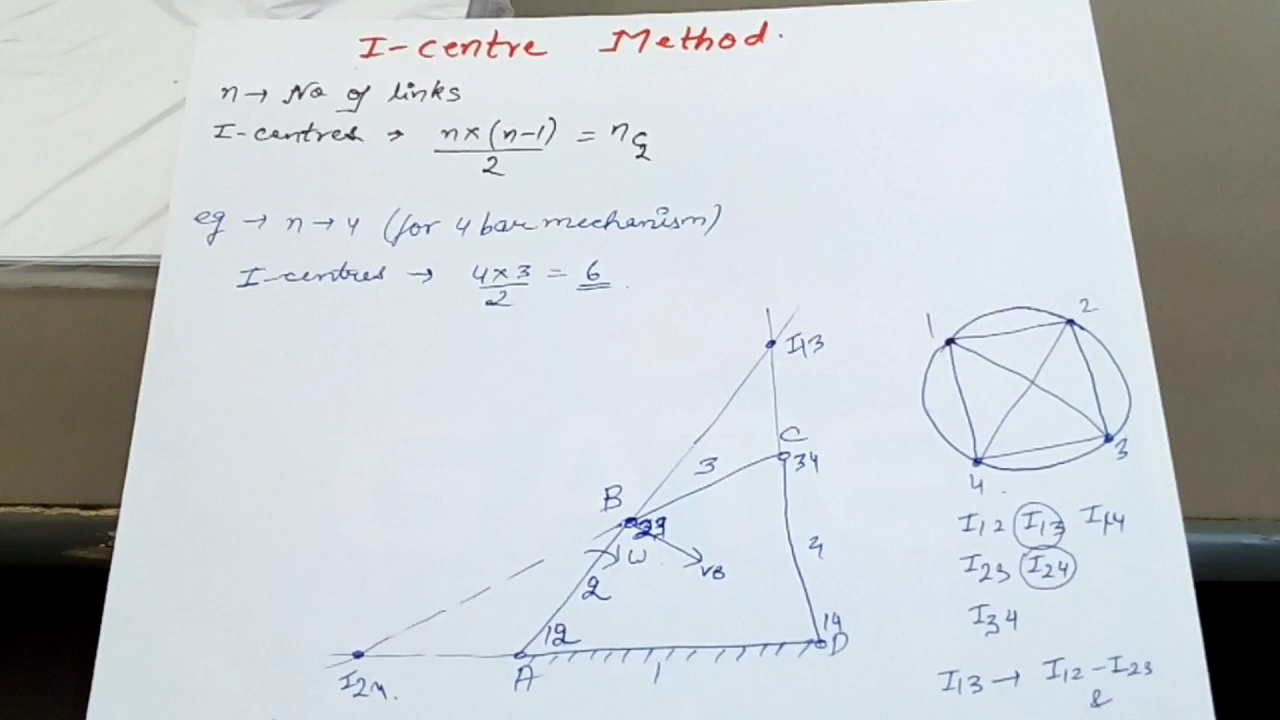 I-centre Method.
n → No of links
I-centres → n×(n-1)/2 = nC2
eg → n → 4 (for 4 bar mechanism)
I-centres → 4×3/2 = 6
I13
C
34
3
B
23
ω
VB
2
4
12
14
A
1
D
I24.
1
2
3
4.
I12 I13 I14
I23 I24
I34
I13 → I12 - I23
&